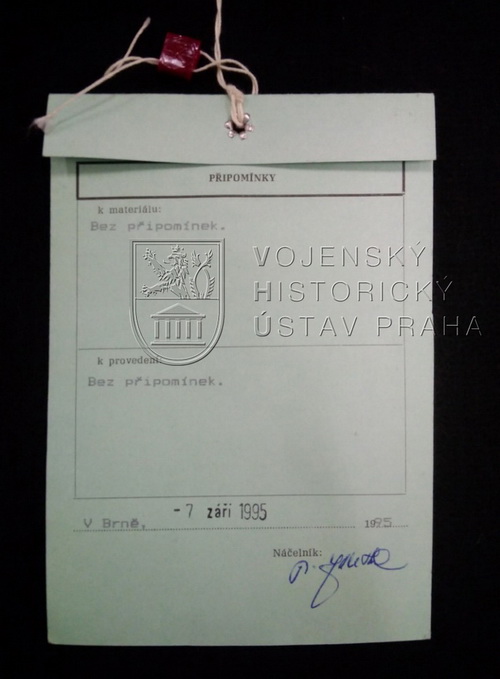 PŘIPOMÍNKY
k materiálu:
Bez připomínek.
VOJENSKÝ
HISTORICKÝ
ÚSTAV PRAHA
k provedení:
Bez připomínek.
- 7 září 1995
V Brně, 1995
Náčelník: